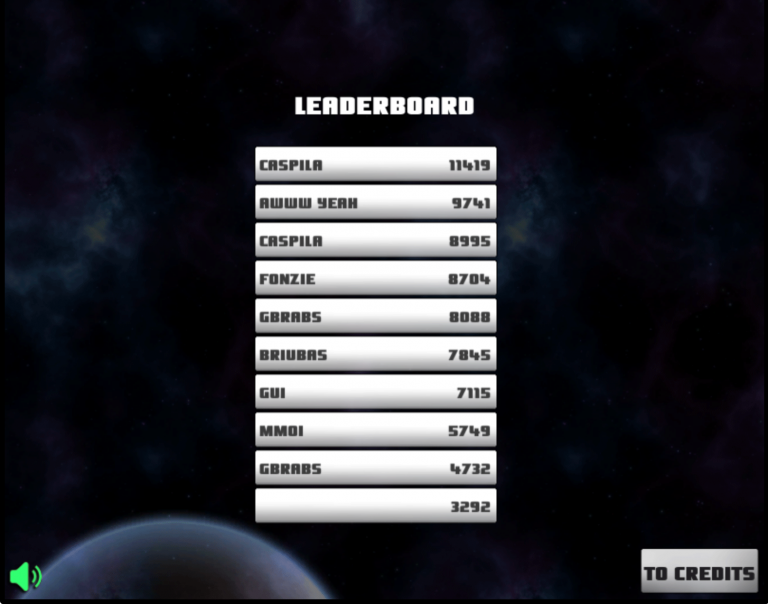 LEADERBOARD
CASPILA 11419
AWWW YEAH 9741
CASPILA 8995
FONZIE 8704
GBRABS 8088
BRIUBAS 7845
GUI 7115
MMOI 5749
GBRABS 4732
3292
TO CREDITS